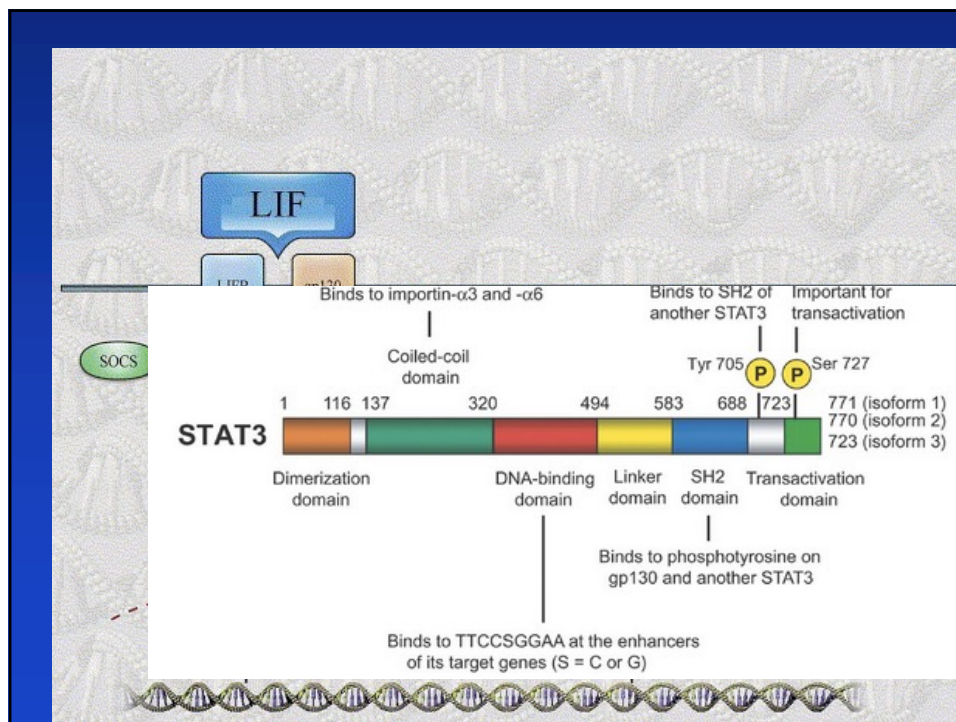 LIF
SOCS
Binds to importin-α3 and -α6
Binds to SH2 of
another STAT3
Important for
transactivation
Coiled-coil
domain
Tyr 705
P
P
Ser 727
1
116
137
320
494
583
688
723
771 (isoform 1)
770 (isoform 2)
723 (isoform 3)
STAT3
Dimerization
domain
DNA-binding
domain
Linker
domain
SH2
domain
Transactivation
domain
Binds to phosphotyrosine on
gp130 and another STAT3
Binds to TTCCSGGAA at the enhancers
of its target genes (S = C or G)